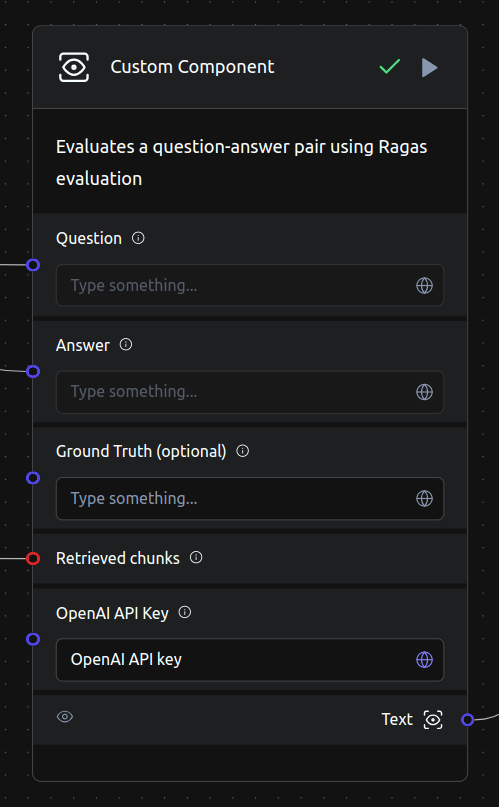 Custom Component
Evaluates a question-answer pair using Ragas
evaluation
Question
Type something...
Answer
Type something...
Ground Truth (optional)
Type something...
Retrieved chunks
OpenAI API Key
OpenAI API key
Text